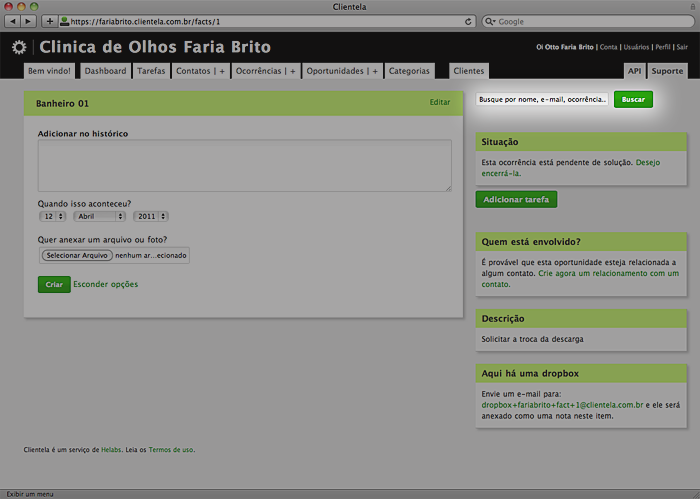 Clientela
https://fariabrito.clientela.com.br/facts/1
Google
Clinica de Olhos Faria Brito
Oi Otto Faria Brito | Conta | Usuários | Perfil | Sair
Bem vindo! Dashboard Tarefas Contatos | + Ocorrências | + Oportunidades | + Categorias Clientes API Suporte
Banheiro 01 Editar
Adicionar no histórico
Quando isso aconteceu?
12 Abril 2011
Quer anexar um arquivo ou foto?
Selecionar Arquivo nenhum ar...ecionado
Criar Esconder opções
Busque por nome, e-mail, ocorrência.. Buscar
Situação
Esta ocorrência está pendente de solução. Desejo
encerrá-la.
Adicionar tarefa
Quem está envolvido?
É provável que esta oportunidade esteja relacionada a
algum contato. Crie agora um relacionamento com um
contato.
Descrição
Solicitar a troca da descarga
Aqui há uma dropbox
Envie um e-mail para:
dropbox+fariabrito+fact+1@clientela.com.br e ele será
anexado como uma nota neste item.
Clientela é um serviço de Helabs. Leia os Termos de uso.
Exibir um menu